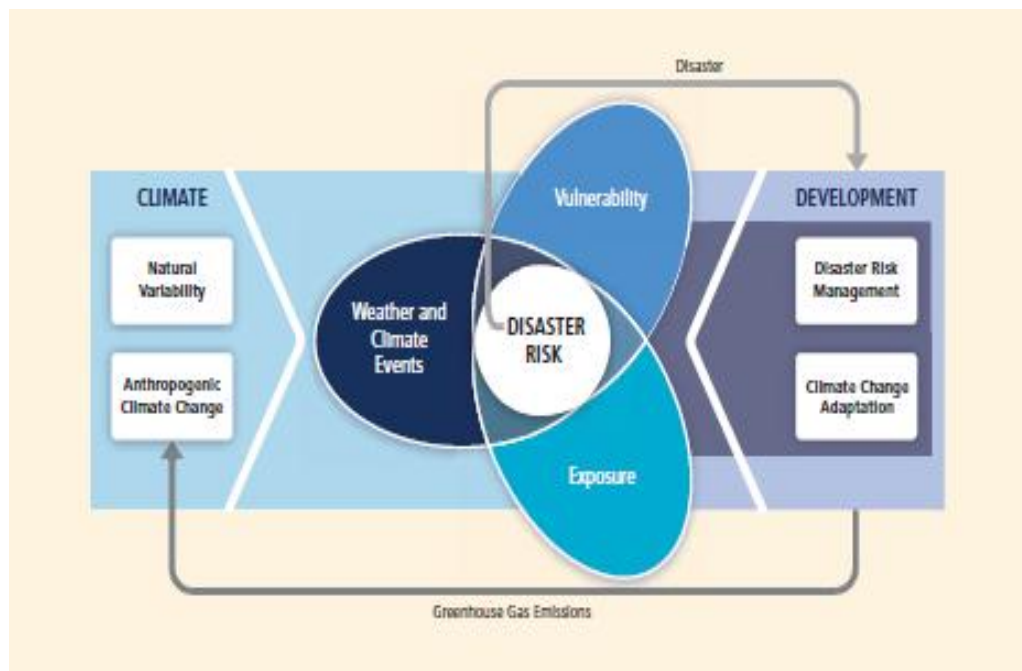 Disaster
CLIMATE
Natural
Variability
Anthropogenic
Climate Change
Vulnerability
Weather and
Climate
Events
DISASTER
RISK
Exposure
DEVELOPMENT
Disaster Risk
Management
Climate Change
Adaptation
Greenhouse Gas Emissions